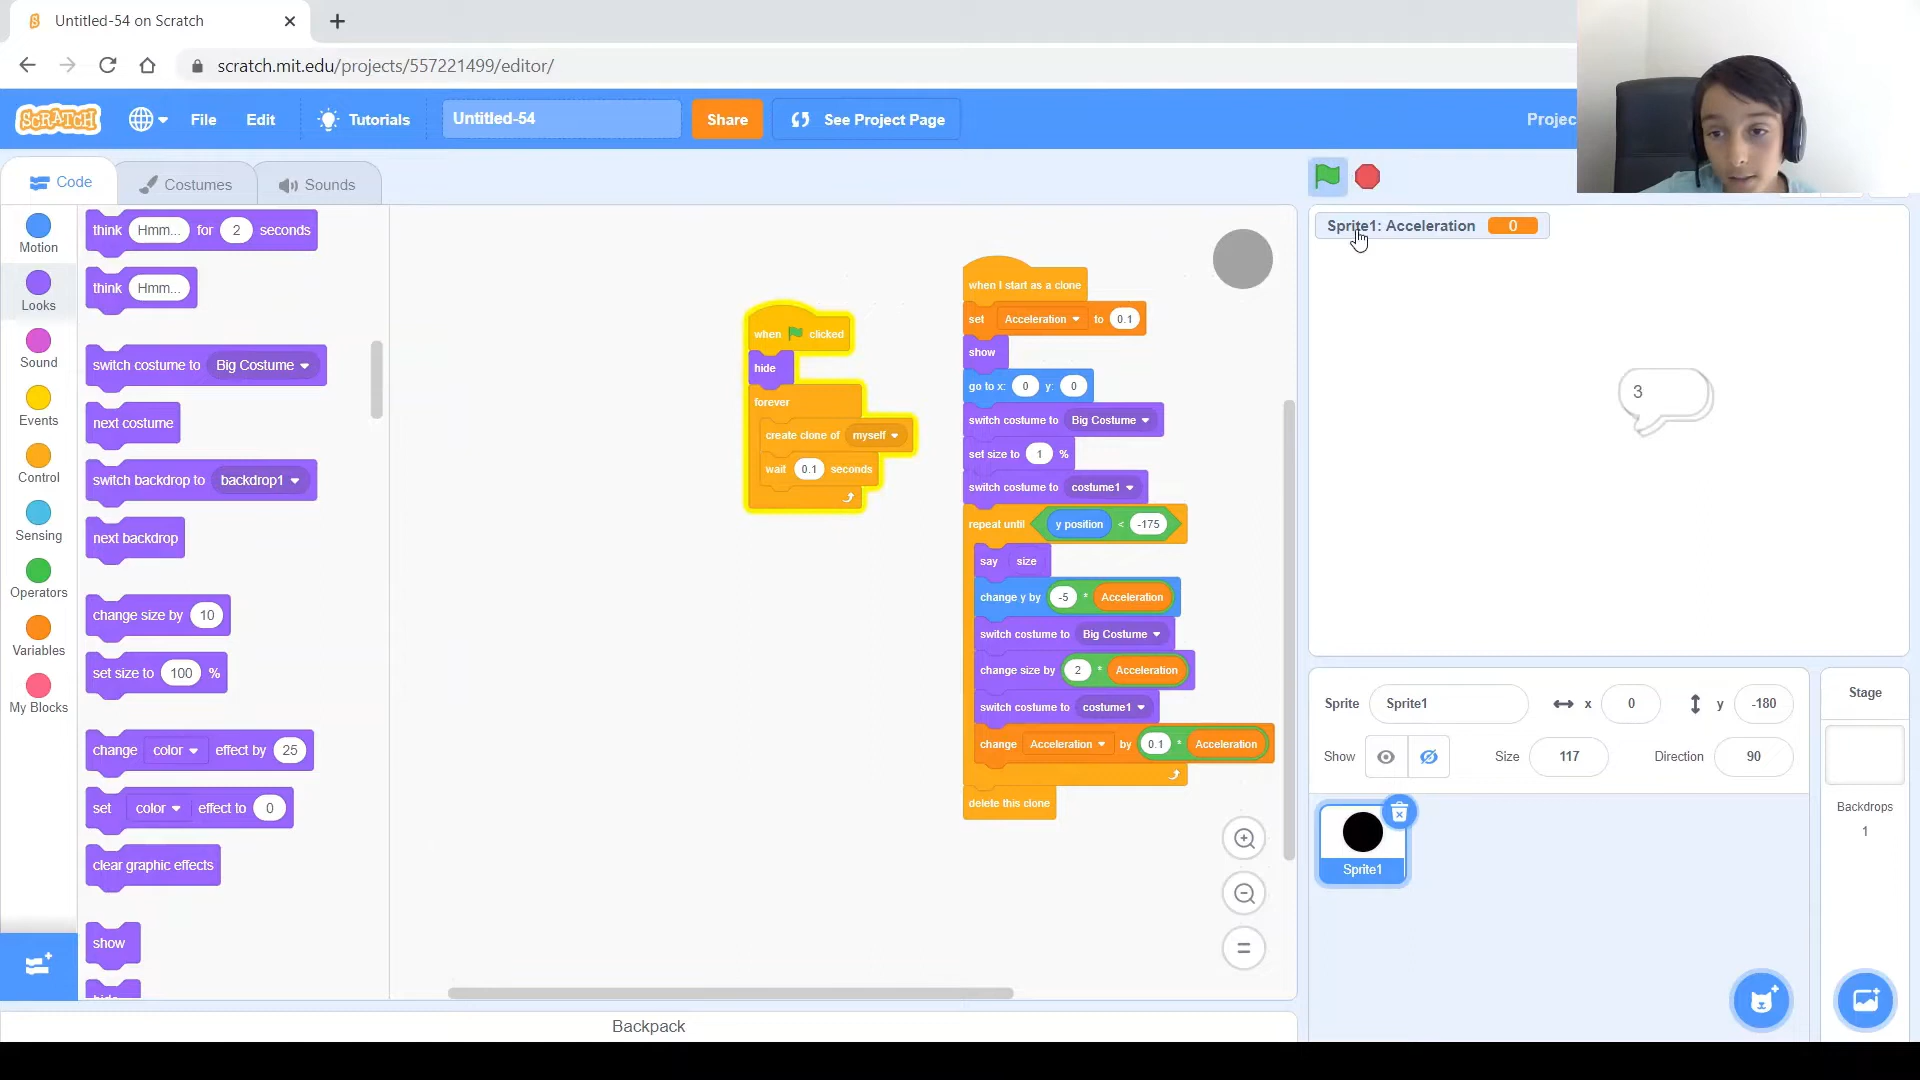 Untitled-54 on Scratch
scratch.mit.edu/projects/557221499/editor/
SCRATCH File Edit Tutorials Untitled-54 Share See Project Page Projec
Code Costumes Sounds
Motion
Looks
Sound
Events
Control
Sensing
Operators
Variables
My Blocks
think Hmm... for 2 seconds
think Hmm...
switch costume to Big Costume
next costume
switch backdrop to backdrop1
next backdrop
change size by 10
set size to 100 %
change color effect by 25
set color effect to 0
clear graphic effects
show
when clicked
hide
forever
create clone of myself
wait 0.1 seconds
when I start as a clone
set Acceleration to 0.1
show
go to x: 0 y: 0
switch costume to Big Costume
set size to 1 %
switch costume to costume1
repeat until y position < -175
say size
change y by -5 * Acceleration
switch costume to Big Costume
change size by 2 * Acceleration
switch costume to costume1
change Acceleration by 0.1 * Acceleration
delete this clone
Sprite1: Acceleration 0
3
Sprite Sprite1 x 0 y -180
Show Size 117 Direction 90
Sprite1
Stage
Backdrops
1
Backpack